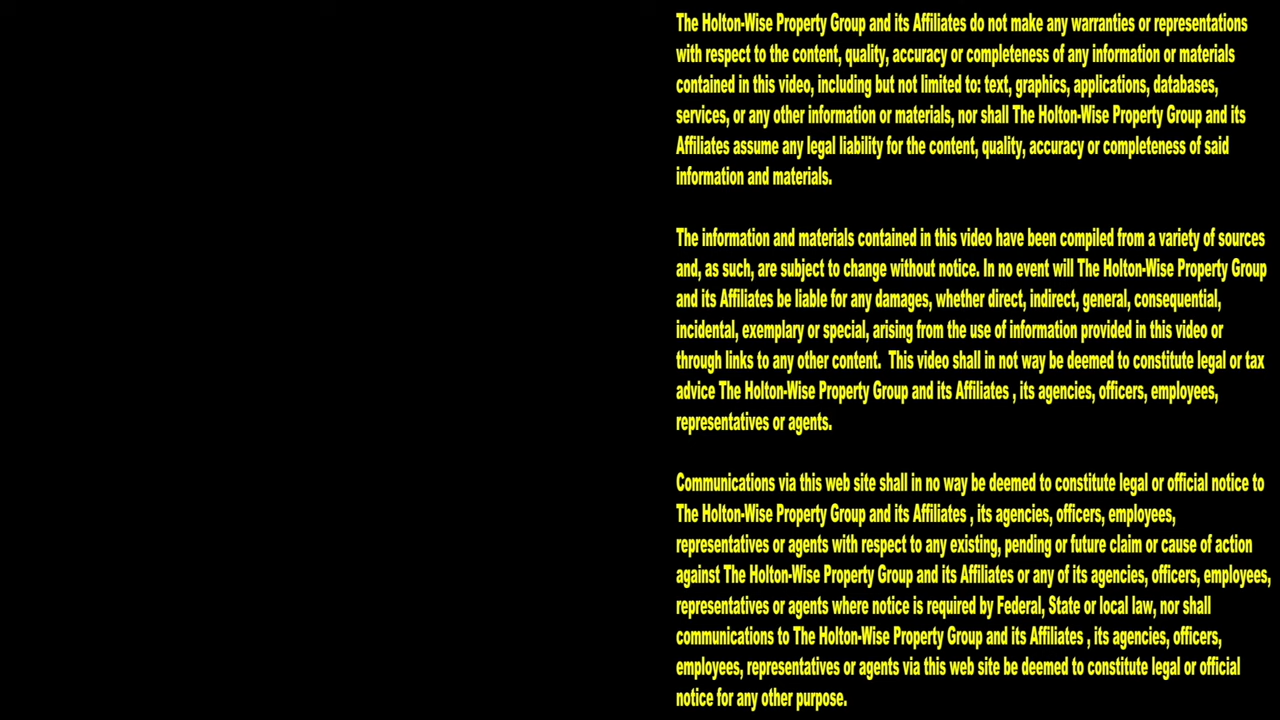 The Holton-Wise Property Group and its Affiliates do not make any warranties or representations
with respect to the content, quality, accuracy or completeness of any information or materials
contained in this video, including but not limited to: text, graphics, applications, databases,
services, or any other information or materials, nor shall The Holton-Wise Property Group and its
Affiliates assume any legal liability for the content, quality, accuracy or completeness of said
information and materials.
The information and materials contained in this video have been compiled from a variety of sources
and, as such, are subject to change without notice. In no event will The Holton-Wise Property Group
and its Affiliates be liable for any damages, whether direct, indirect, general, consequential,
incidental, exemplary or special, arising from the use of information provided in this video or
through links to any other content.  This video shall in not way be deemed to constitute legal or tax
advice The Holton-Wise Property Group and its Affiliates , its agencies, officers, employees,
representatives or agents.
Communications via this web site shall in no way be deemed to constitute legal or official notice to
The Holton-Wise Property Group and its Affiliates , its agencies, officers, employees,
representatives or agents with respect to any existing, pending or future claim or cause of action
against The Holton-Wise Property Group and its Affiliates or any of its agencies, officers, employees,
representatives or agents where notice is required by Federal, State or local law, nor shall
communications to The Holton-Wise Property Group and its Affiliates , its agencies, officers,
employees, representatives or agents via this web site be deemed to constitute legal or official
notice for any other purpose.